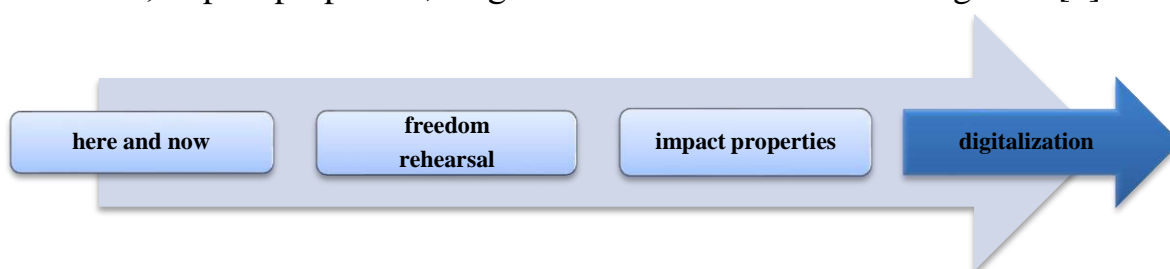 here and now
freedom
rehearsal
impact properties
digitalization